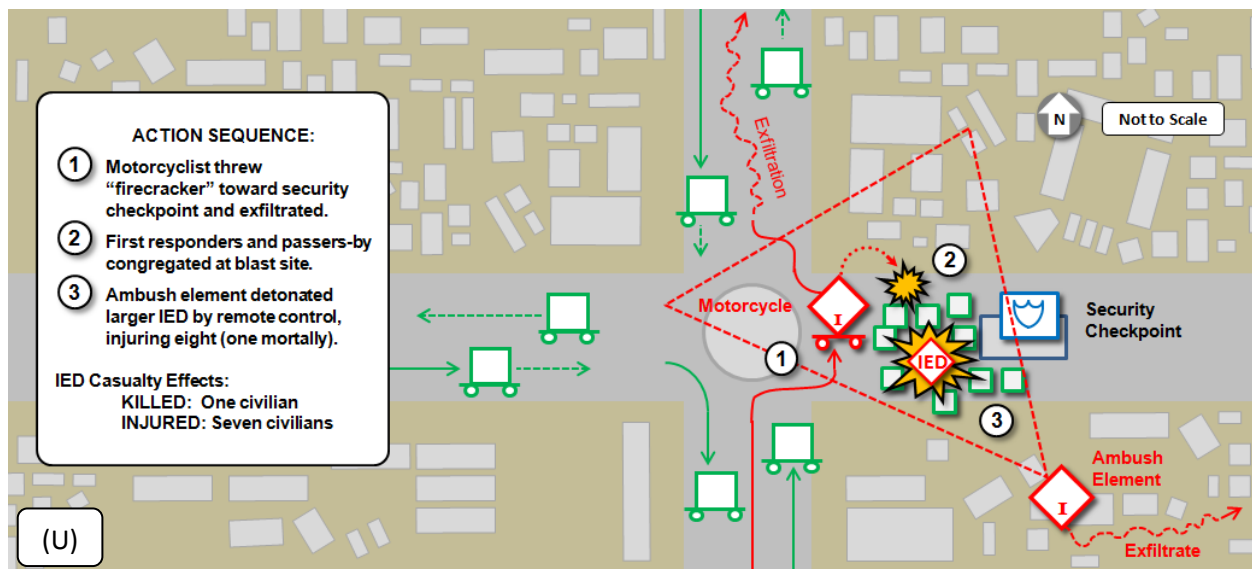 ACTION SEQUENCE:
1 Motorcyclist threw
“firecracker” toward security
checkpoint and exfiltrated.
2 First responders and passers-by
congregated at blast site.
3 Ambush element detonated
larger IED by remote control,
injuring eight (one mortally).
IED Casualty Effects:
KILLED: One civilian
INJURED: Seven civilians
(U)
Exfiltration
N
Not to Scale
2
Motorcycle
I
1
IED
Security
Checkpoint
3
Ambush
Element
I
Exfiltrate